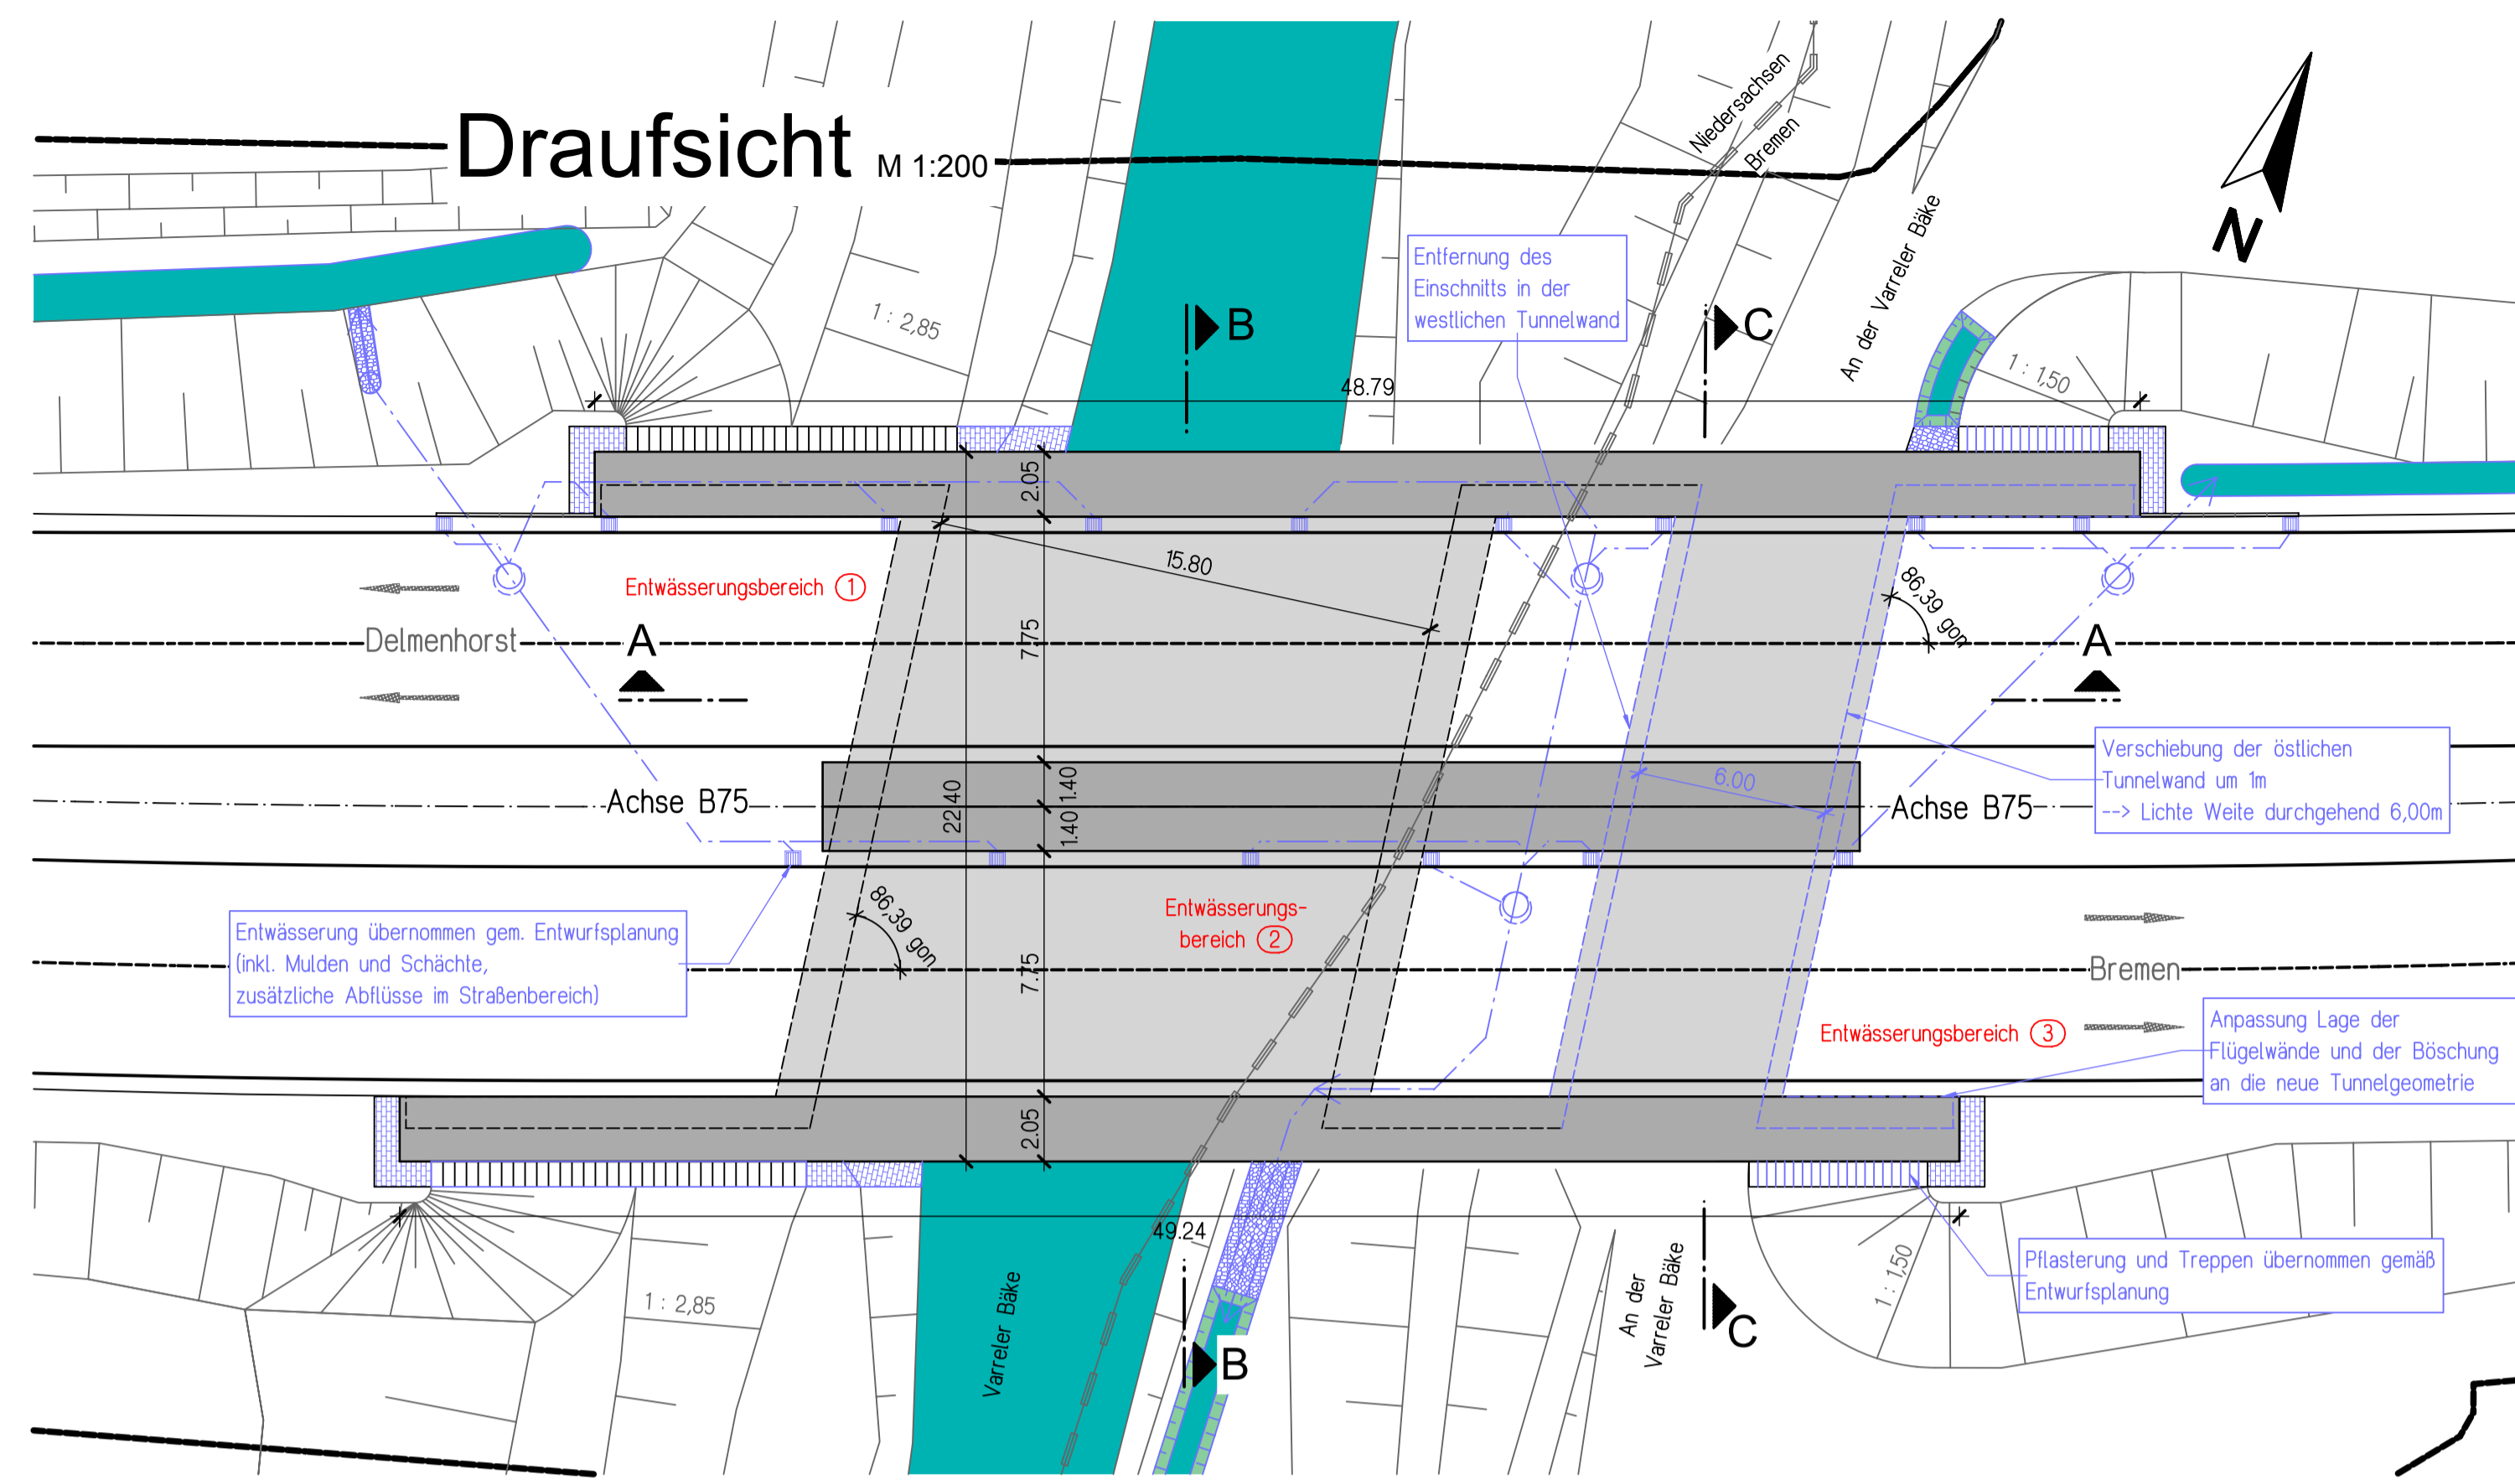 Draufsicht M 1:200
Niedersachsen
Bremen
N
An der Varreler Bäke
Entfernung des
Einschnitts in der
westlichen Tunnelwand
B
C
1 : 2,85
1 : 1,50
48.79
2.05
15.80
Entwässerungsbereich 1
86,39 gon
Delmenhorst
A
7.75
A
Verschiebung der östlichen
Tunnelwand um 1m
--> Lichte Weite durchgehend 6,00m
6.00
Achse B75
22.40
1.40
1.40
Achse B75
86,39 gon
Entwässerungs-
bereich 2
Entwässerung übernommen gem. Entwurfsplanung
(inkl. Mulden und Schächte,
zusätzliche Abflüsse im Straßenbereich)
7.75
Bremen
Entwässerungsbereich 3
Anpassung Lage der
Flügelwände und der Böschung
an die neue Tunnelgeometrie
2.05
49.24
1 : 2,85
Varreler Bäke
B
An der
Varreler Bäke
C
1 : 1,50
Pflasterung und Treppen übernommen gemäß
Entwurfsplanung